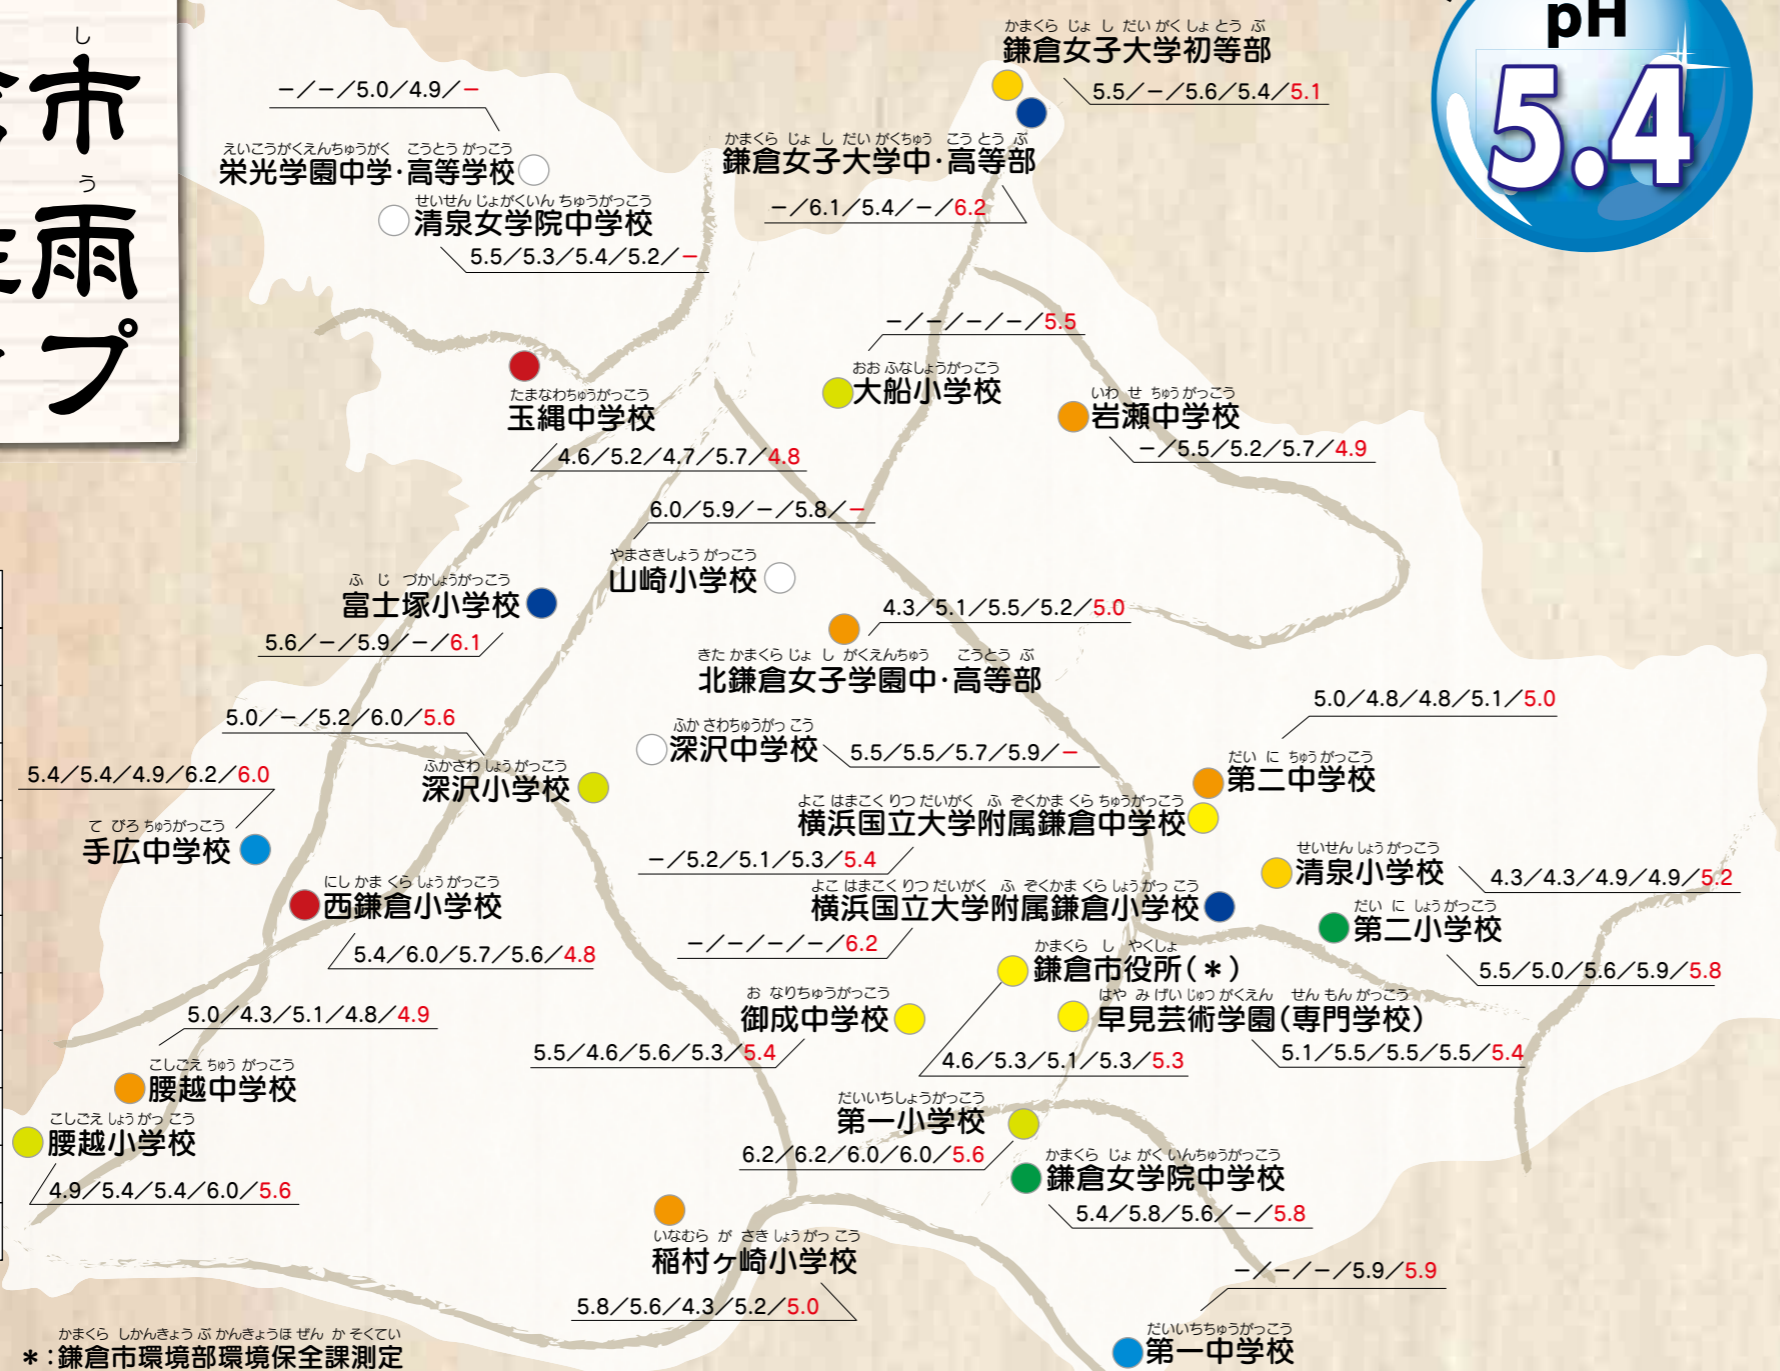 し
市
う
雨
プ
pH
5.4
かまくら じょ し だい がく しょ とう ぶ
鎌倉女子大学初等部
5.5／−／5.6／5.4／5.1
−／−／5.0／4.9／−
えいこうがくえんちゅうがく こうとう がっこう
栄光学園中学・高等学校
かまくら じょ し だい がくちゅう こう とう ぶ
鎌倉女子大学中・高等部
−／6.1／5.4／−／6.2
せいせん じょがくいん ちゅうがっこう
清泉女学院中学校
5.5／5.3／5.4／5.2／−
−／−／−／−／5.5
おお ふなしょうがっこう
大船小学校
たまなわちゅうがっこう
玉縄中学校
4.6／5.2／4.7／5.7／4.8
いわ せ ちゅうがっこう
岩瀬中学校
−／5.5／5.2／5.7／4.9
6.0／5.9／−／5.8／−
やまさきしょう がっこう
山崎小学校
ふ じ づかしょうがっこう
富士塚小学校
5.6／−／5.9／−／6.1
4.3／5.1／5.5／5.2／5.0
きた かまくら じょ し がくえんちゅう こうとう ぶ
北鎌倉女子学園中・高等部
5.0／−／5.2／6.0／5.6
ふかさわ しょうがっこう
深沢小学校
ふか さわちゅうがっ こう
深沢中学校
5.5／5.5／5.7／5.9／−
5.0／4.8／4.8／5.1／5.0
だい に ちゅうがっこう
第二中学校
5.4／5.4／4.9／6.2／6.0
て びろ ちゅうがっこう
手広中学校
よこ はまこく りつ だいがく ふ ぞくかま くら ちゅうがっこう
横浜国立大学附属鎌倉中学校
−／5.2／5.1／5.3／5.4
せいせん しょうがっこう
清泉小学校
4.3／4.3／4.9／4.9／5.2
にし かま くら しょうがっこう
西鎌倉小学校
5.4／6.0／5.7／5.6／4.8
よこ はまこく りつ だいがく ふ ぞくかま くら しょうがっ こう
横浜国立大学附属鎌倉小学校
−／−／−／−／6.2
だい に しょうがっこう
第二小学校
5.5／5.0／5.6／5.9／5.8
かまくら し やくしょ
鎌倉市役所（＊）
4.6／5.3／5.1／5.3／5.3
お なりちゅうがっこう
御成中学校
5.5／4.6／5.6／5.3／5.4
はや み げい じゅつ がくえん せん もん がっこう
早見芸術学園（専門学校）
5.1／5.5／5.5／5.5／5.4
5.0／4.3／5.1／4.8／4.9
こしごえ ちゅう がっこう
腰越中学校
こしごえ しょうがっ こう
腰越小学校
4.9／5.4／5.4／6.0／5.6
だいいちしょうがっこう
第一小学校
6.2／6.2／6.0／6.0／5.6
かまくら じょ がく いんちゅうがっこう
鎌倉女学院中学校
5.4／5.8／5.6／−／5.8
いなむら が さき しょうがっ こう
稲村ヶ崎小学校
5.8／5.6／4.3／5.2／5.0
−／−／−／5.9／5.9
だいいちちゅうがっこう
第一中学校
かまくら しかんきょう ぶ かんきょうほ ぜん か そくてい
＊：鎌倉市環境部環境保全課測定